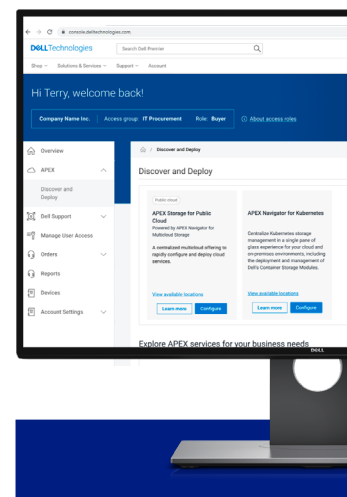 console.delltechnologies.com
DELLTechnologies
Search Dell Premier
Shop
Solutions & Services
Support
Account
Hi Terry, welcome back!
Company Name Inc. Access group IT Procurement Role: Buyer About access roles
Overview
/ Discover and Deploy
APEX
Discover and Deploy
Discover and
Deploy
Dell Support
Manage User Access
Orders
Reports
Devices
Account Settings
Public cloud
APEX Storage for Public
Cloud
Powered by APEX Navigator for
Multicloud Storage
A centralized multicloud offering to
rapidly configure and deploy cloud
services.
View available locations
Learn more Configure
APEX Navigator for Kubernetes
Centralize Kubernetes storage
management in a single pane of
glass experience for your cloud and
on-premises environments, including
the deployment and management of
Dell's Container Storage Modules.
View available locations
Learn more Configure
Explore APEX services for your business needs
DELL